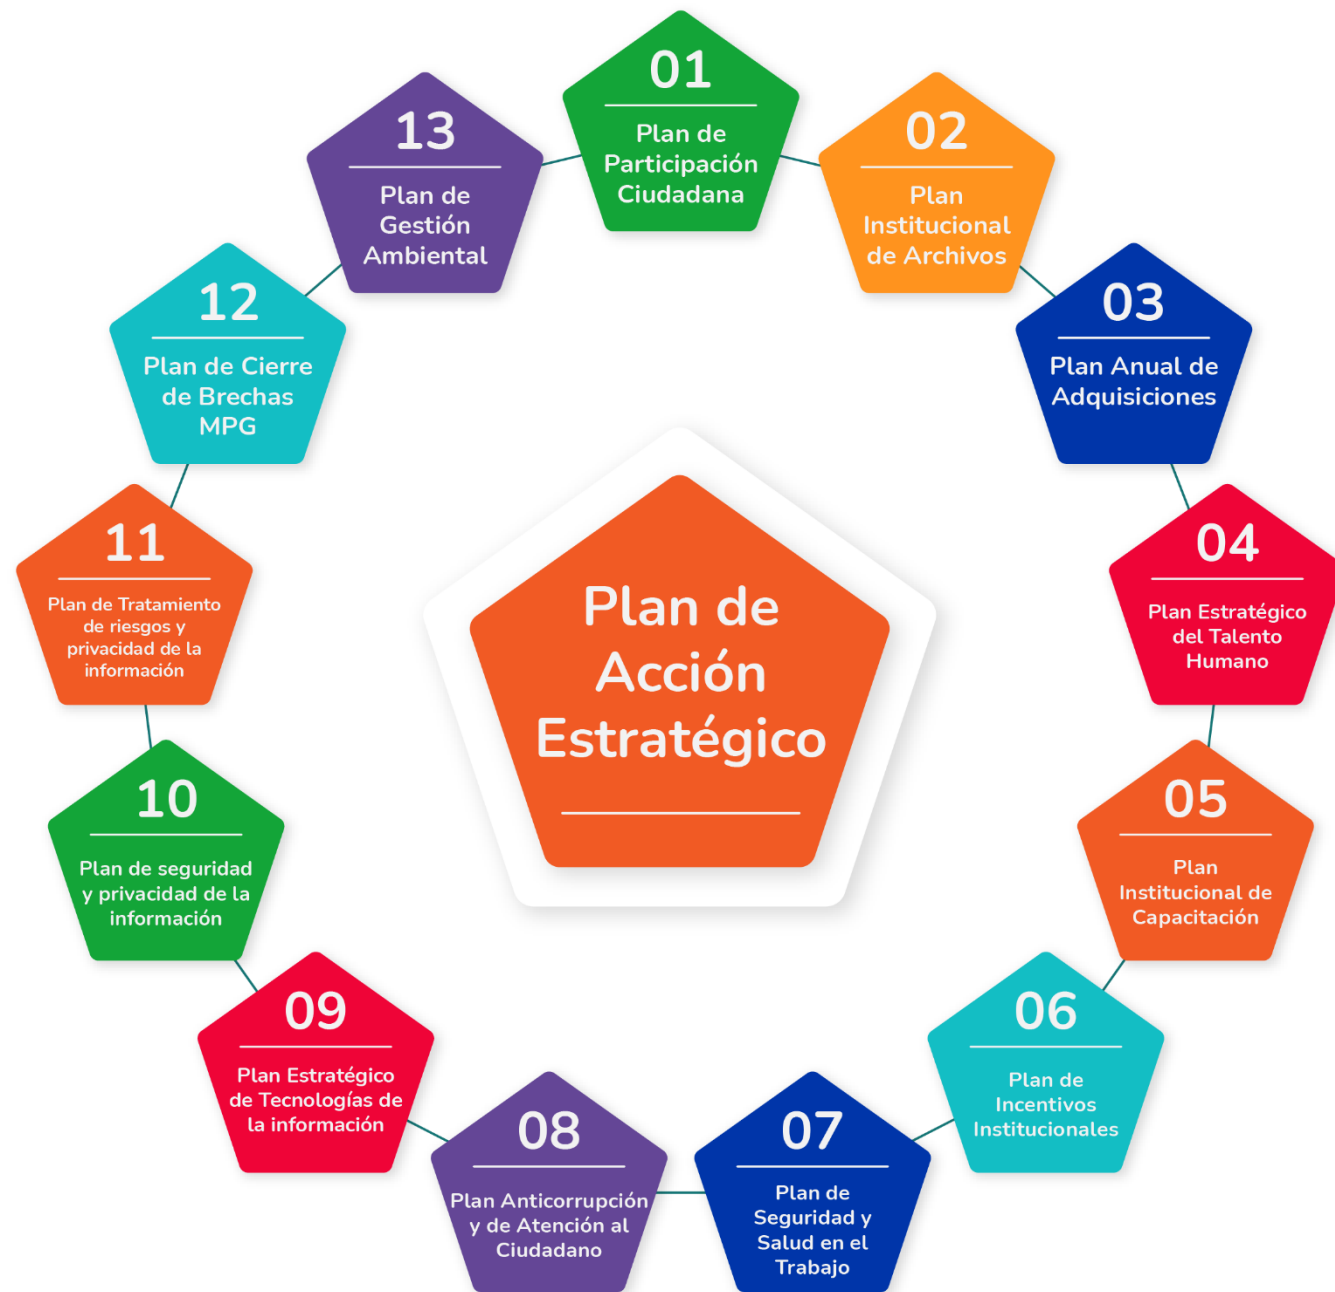 01
Plan de
Participación
Ciudadana
02
Plan
Institucional
de Archivos
03
Plan Anual de
Adquisiciones
04
Plan Estratégico
del Talento
Humano
05
Plan
Institucional de
Capacitación
06
Plan de
Incentivos
Institucionales
07
Plan de
Seguridad y
Salud en el
Trabajo
08
Plan Anticorrupción
y de Atención al
Ciudadano
09
Plan Estratégico
de Tecnologías de
la información
10
Plan de seguridad
y privacidad de la
información
11
Plan de Tratamiento
de riesgos y
privacidad de la
información
12
Plan de Cierre
de Brechas
MPG
13
Plan de
Gestión
Ambiental
Plan de
Acción
Estratégico